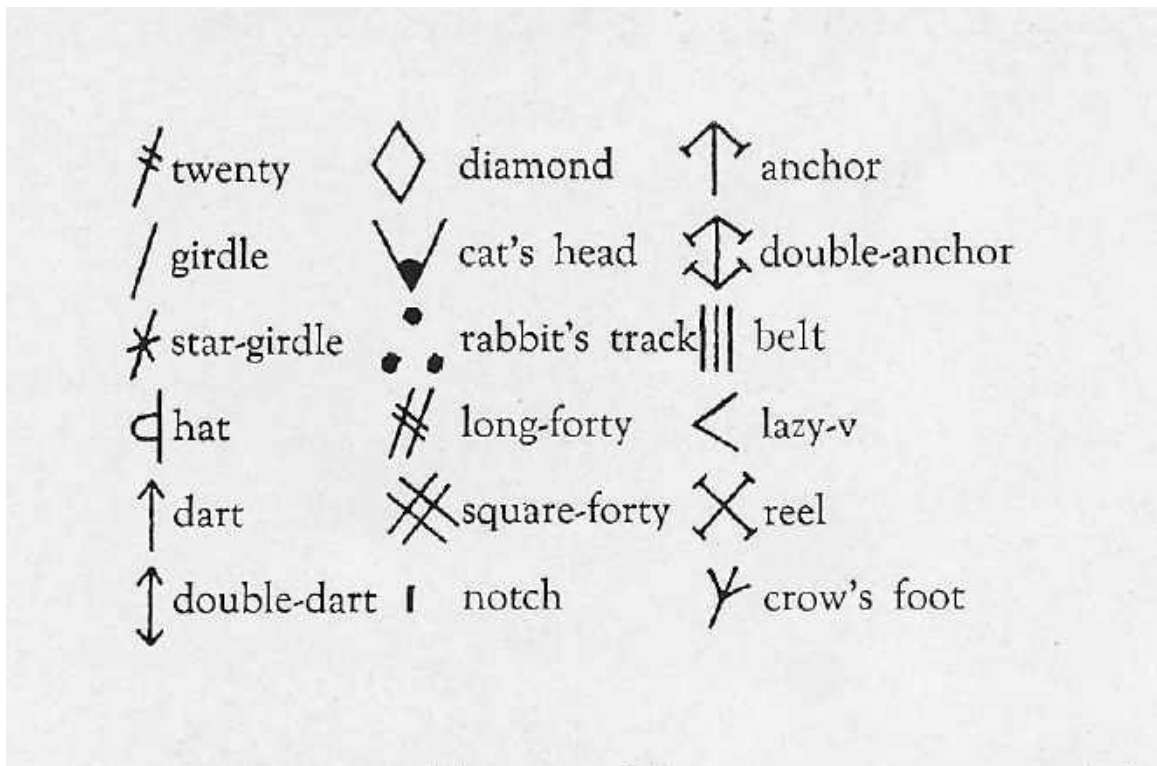 twenty diamond anchor
girdle cat's head double-anchor
star-girdle rabbit's track belt
hat long-forty lazy-v
dart square-forty reel
double-dart notch crow's foot